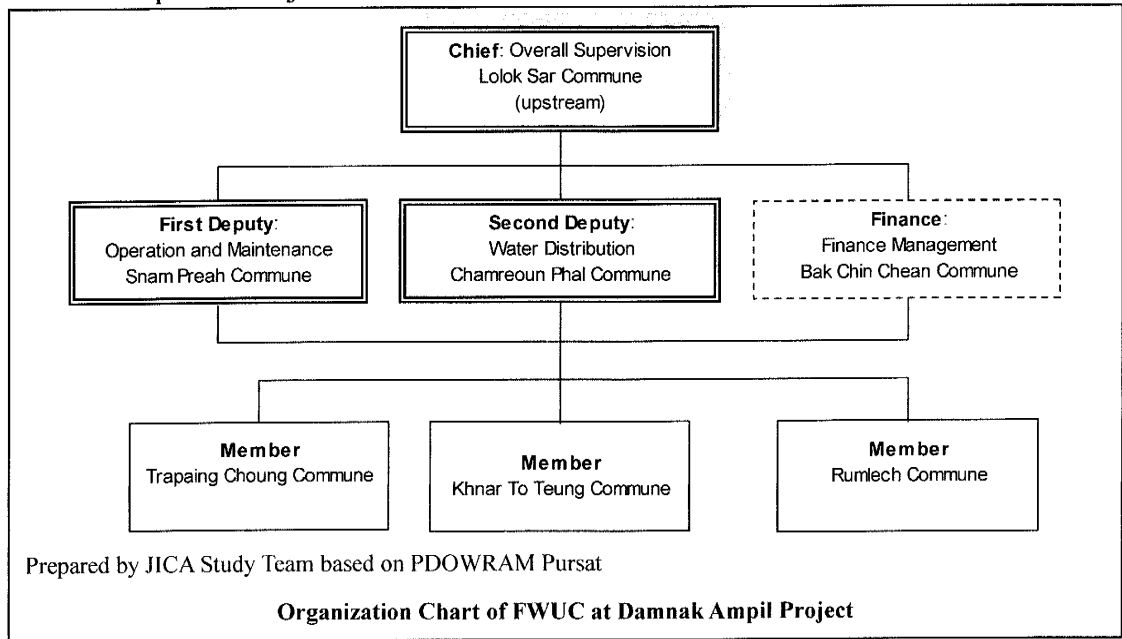 Chief: Overall Supervision
Lolok Sar Commune
(upstream)
First Deputy:
Operation and Maintenance
Snam Preah Commune
Second Deputy:
Water Distribution
Chamreoun Phal Commune
Finance:
Finance Management
Bak Chin Chean Commune
Member
Trapaing Choung Commune
Member
Khnar To Teung Commune
Member
Rumlech Commune
Prepared by JICA Study Team based on PDOWRAM Pursat
Organization Chart of FWUC at Damnak Ampil Project